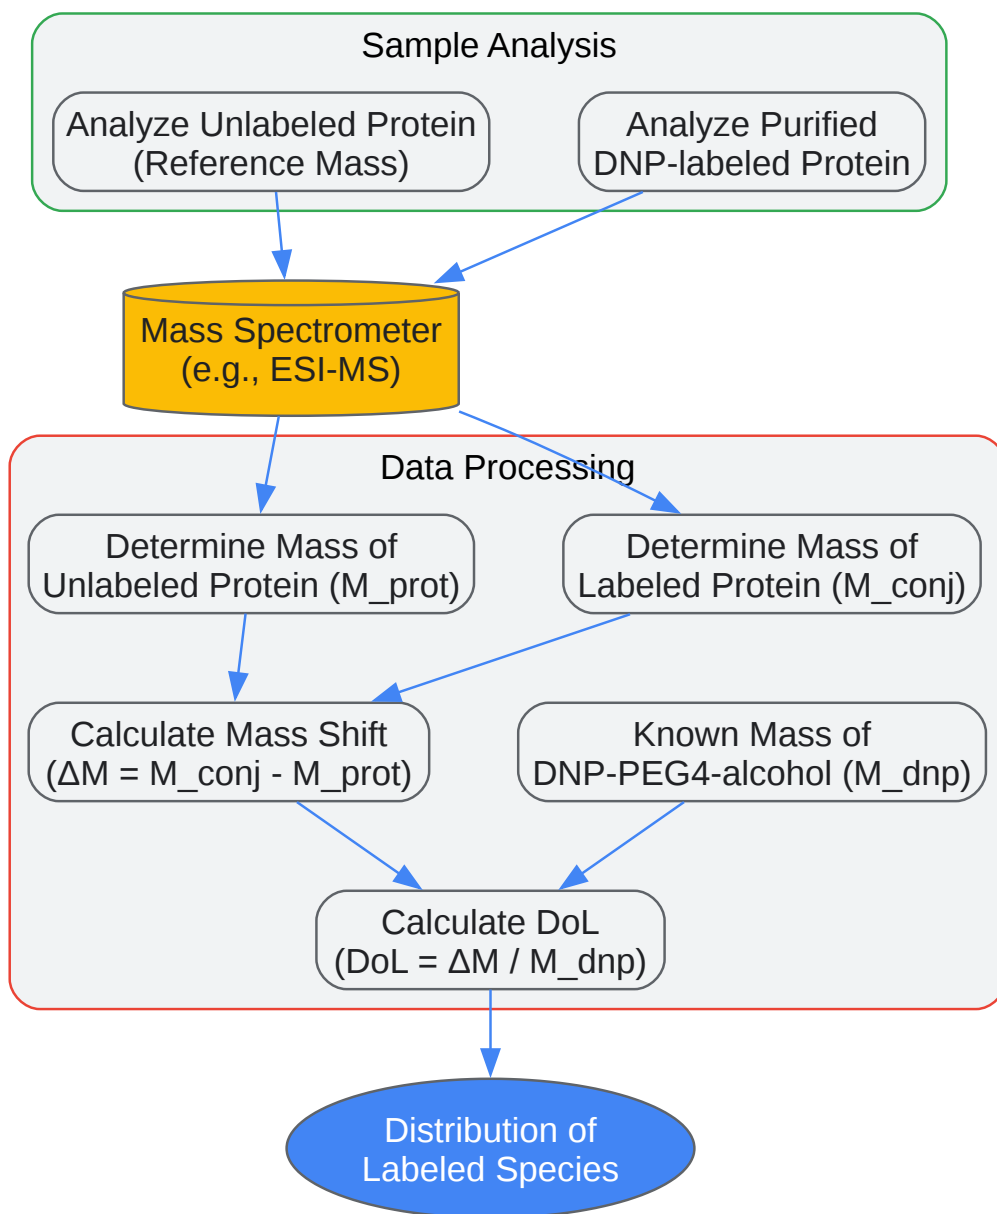 Sample Analysis
Analyze Unlabeled Protein
(Reference Mass)
Analyze Purified
DNP-labeled Protein
Mass Spectrometer
(e.g., ESI-MS)
Data Processing
Determine Mass of
Unlabeled Protein (M_prot)
Determine Mass of
Labeled Protein (M_conj)
Calculate Mass Shift
(ΔM = M_conj - M_prot)
Known Mass of
DNP-PEG4-alcohol (M_dnp)
Calculate DoL
(DoL = ΔM / M_dnp)
Distribution of
Labeled Species